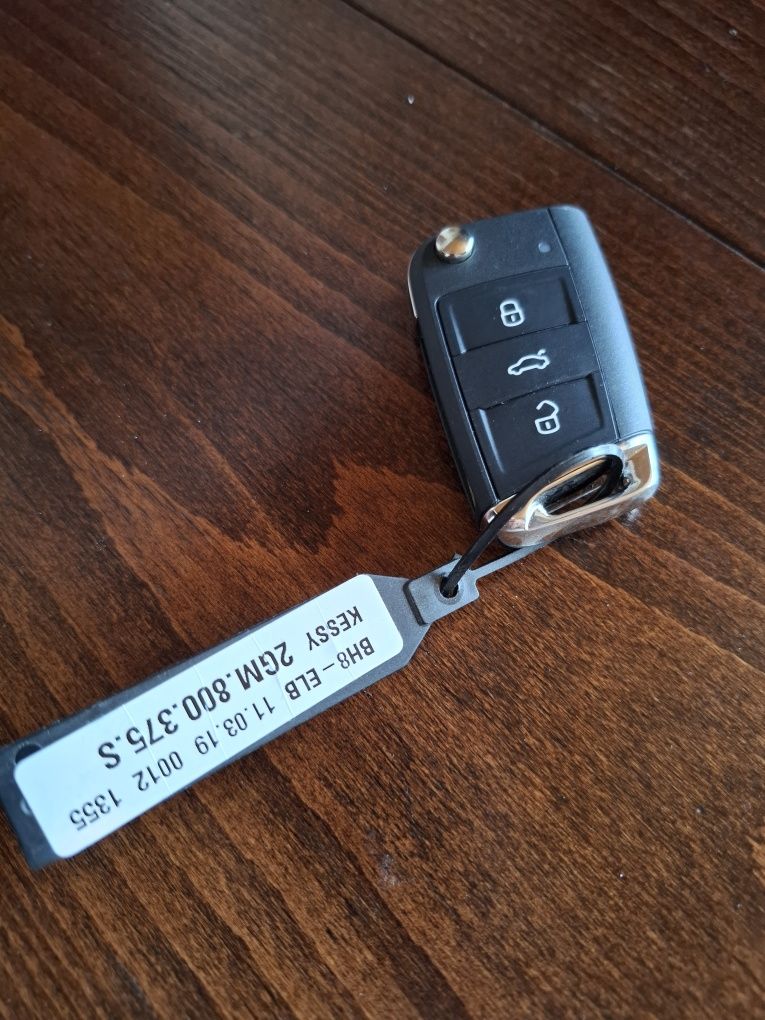 BH8-ELB 11.03.19 0012 1355
KESSY 2GM.800.375.S